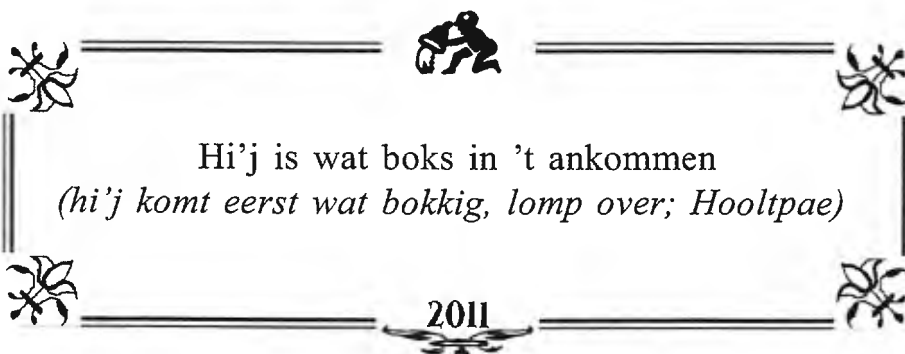 Hi’j is wat boks in ’t ankommen
(hi’j komt eerst wat bokkig, lomp over; Hooltpae)
2011